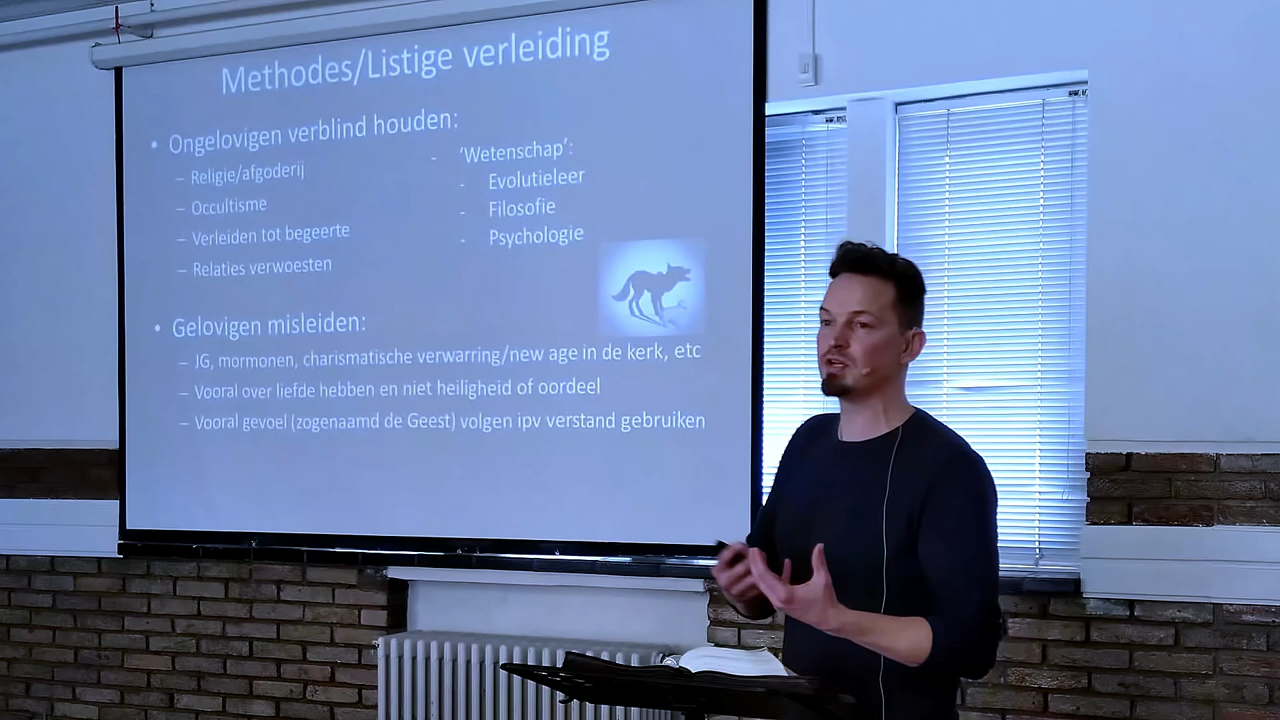 Methodes/Listige verleiding
• Ongelovigen verblind houden:
– Religie/afgoderij
– Occultisme
– Verleiden tot begeerte
– Relaties verwoesten
- 'Wetenschap':
- Evolutieleer
- Filosofie
- Psychologie
• Gelovigen misleiden:
– JG, mormonen, charismatische verwarring/new age in de kerk, etc
– Vooral over liefde hebben en niet heiligheid of oordeel
– Vooral gevoel (zogenaamd de Geest) volgen ipv verstand gebruiken